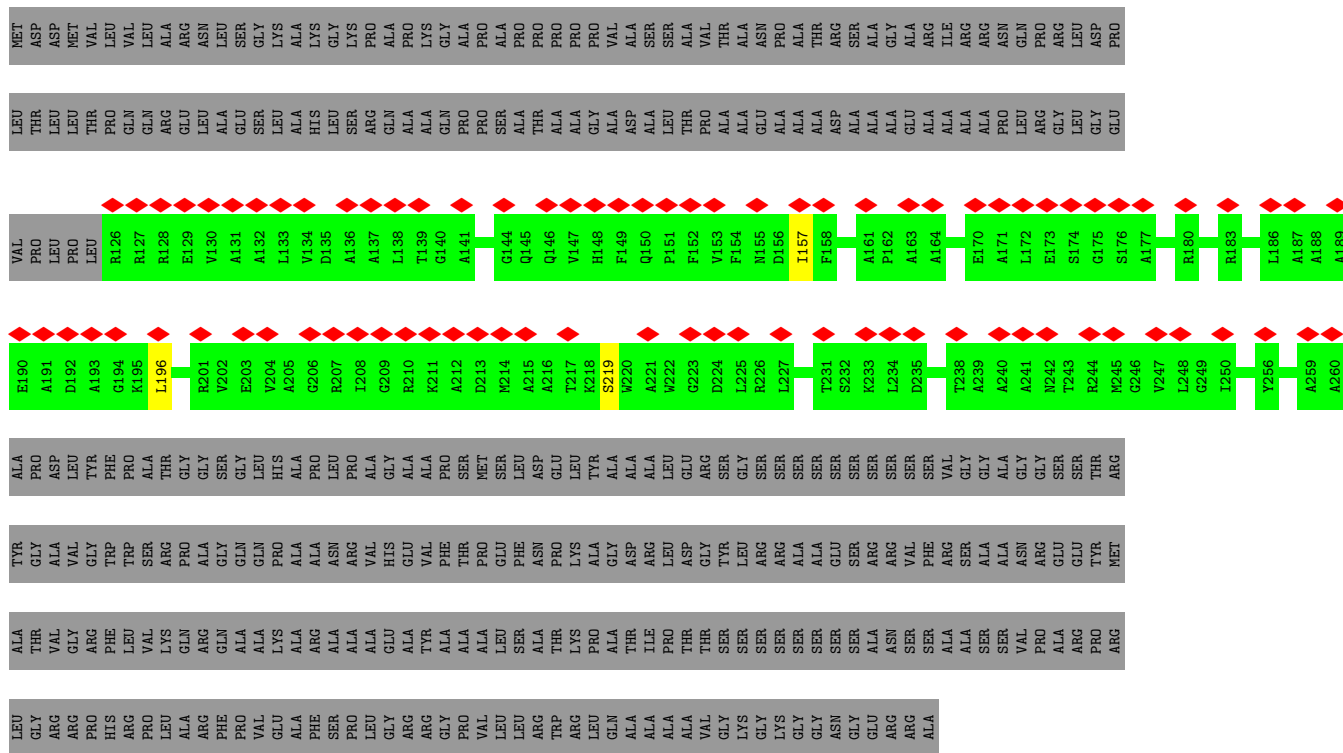 MET ASP ASP MET VAL LEU VAL LEU ALA ARG ASN LEU SER GLY LYS ALA LYS GLY LYS PRO ALA PRO LYS GLY ALA PRO PRO ALA PRO PRO PRO PRO VAL ALA SER SER ALA VAL THR ALA ASN PRO ALA THR ARG SER ALA GLY ALA ARG ILE ARG ARG ASN GLN PRO ARG LEU ASP PRO
LEU THR LEU LEU THR PRO GLN GLN ARG GLU LEU ALA GLU SER LEU ALA HIS LEU SER ARG GLN ALA ALA GLN PRO PRO SER ALA THR ALA ALA GLY ALA ASP ALA LEU THR PRO ALA ALA GLU ALA ALA ALA ASP ALA ALA ALA GLU ALA ALA ALA ALA PRO LEU ARG GLY LEU GLY GLU
VAL PRO LEU PRO LEU R126 R127 R128 E129 V130 A131 A132 L133 V134 D135 A136 A137 L138 T139 G140 A141 G144 Q145 Q146 V147 H148 F149 Q150 P151 F152 V153 F154 N155 D156 I157 F158 A161 P162 A163 A164 E170 A171 L172 E173 S174 G175 S176 A177 R180 R183 L186 A187 A188 A189
E190 A191 D192 A193 G194 K195 L196 R201 V202 E203 V204 A205 G206 R207 I208 G209 R210 K211 A212 D213 M214 A215 A216 T217 K218 S219 W220 A221 W222 G223 D224 L225 R226 L227 T231 S232 K233 L234 D235 T238 A239 A240 A241 N242 T243 R244 M245 G246 V247 L248 G249 I250 Y256 A259 A260
ALA PRO ASP LEU TYR PHE PRO ALA THR GLY GLY SER GLY LEU HIS ALA PRO LEU PRO ALA GLY ALA ALA PRO SER MET SER LEU ASP GLU LEU TYR ALA ALA ALA LEU GLU ARG SER GLY SER SER SER SER SER SER SER SER SER SER VAL GLY GLY ALA GLY GLY SER SER THR ARG
TYR GLY ALA VAL GLY TRP TRP SER ARG PRO ALA GLY GLN GLN PRO ALA ALA ASN ARG VAL HIS GLU VAL PHE THR PRO GLU PHE ASN PRO LYS ALA GLY ASP ARG LEU ASP GLY TYR LEU ARG ARG ALA ALA GLU SER ARG ARG VAL PHE ARG SER ALA ALA ASN ARG GLU GLU TYR MET
ALA THR VAL GLY ARG PHE LEU VAL LYS GLN ARG GLN ALA ALA LYS ALA ARG ALA ALA ALA GLU ALA TYR ALA ALA ALA LEU SER ALA THR LYS PRO ALA THR ILE PRO THR THR SER SER SER SER SER SER SER SER ALA ASN SER SER ALA ALA SER SER VAL PRO ALA ARG PRO ARG
LEU GLY ARG ARG PRO HIS ARG PRO LEU ALA ARG PHE PRO VAL GLU ALA PHE SER PRO LEU GLY ARG ARG GLY PRO VAL LEU LEU ARG TRP ARG LEU GLN ALA ALA ALA ALA VAL GLY LYS GLY LYS GLY GLY ASN GLY GLU ARG ARG ALA